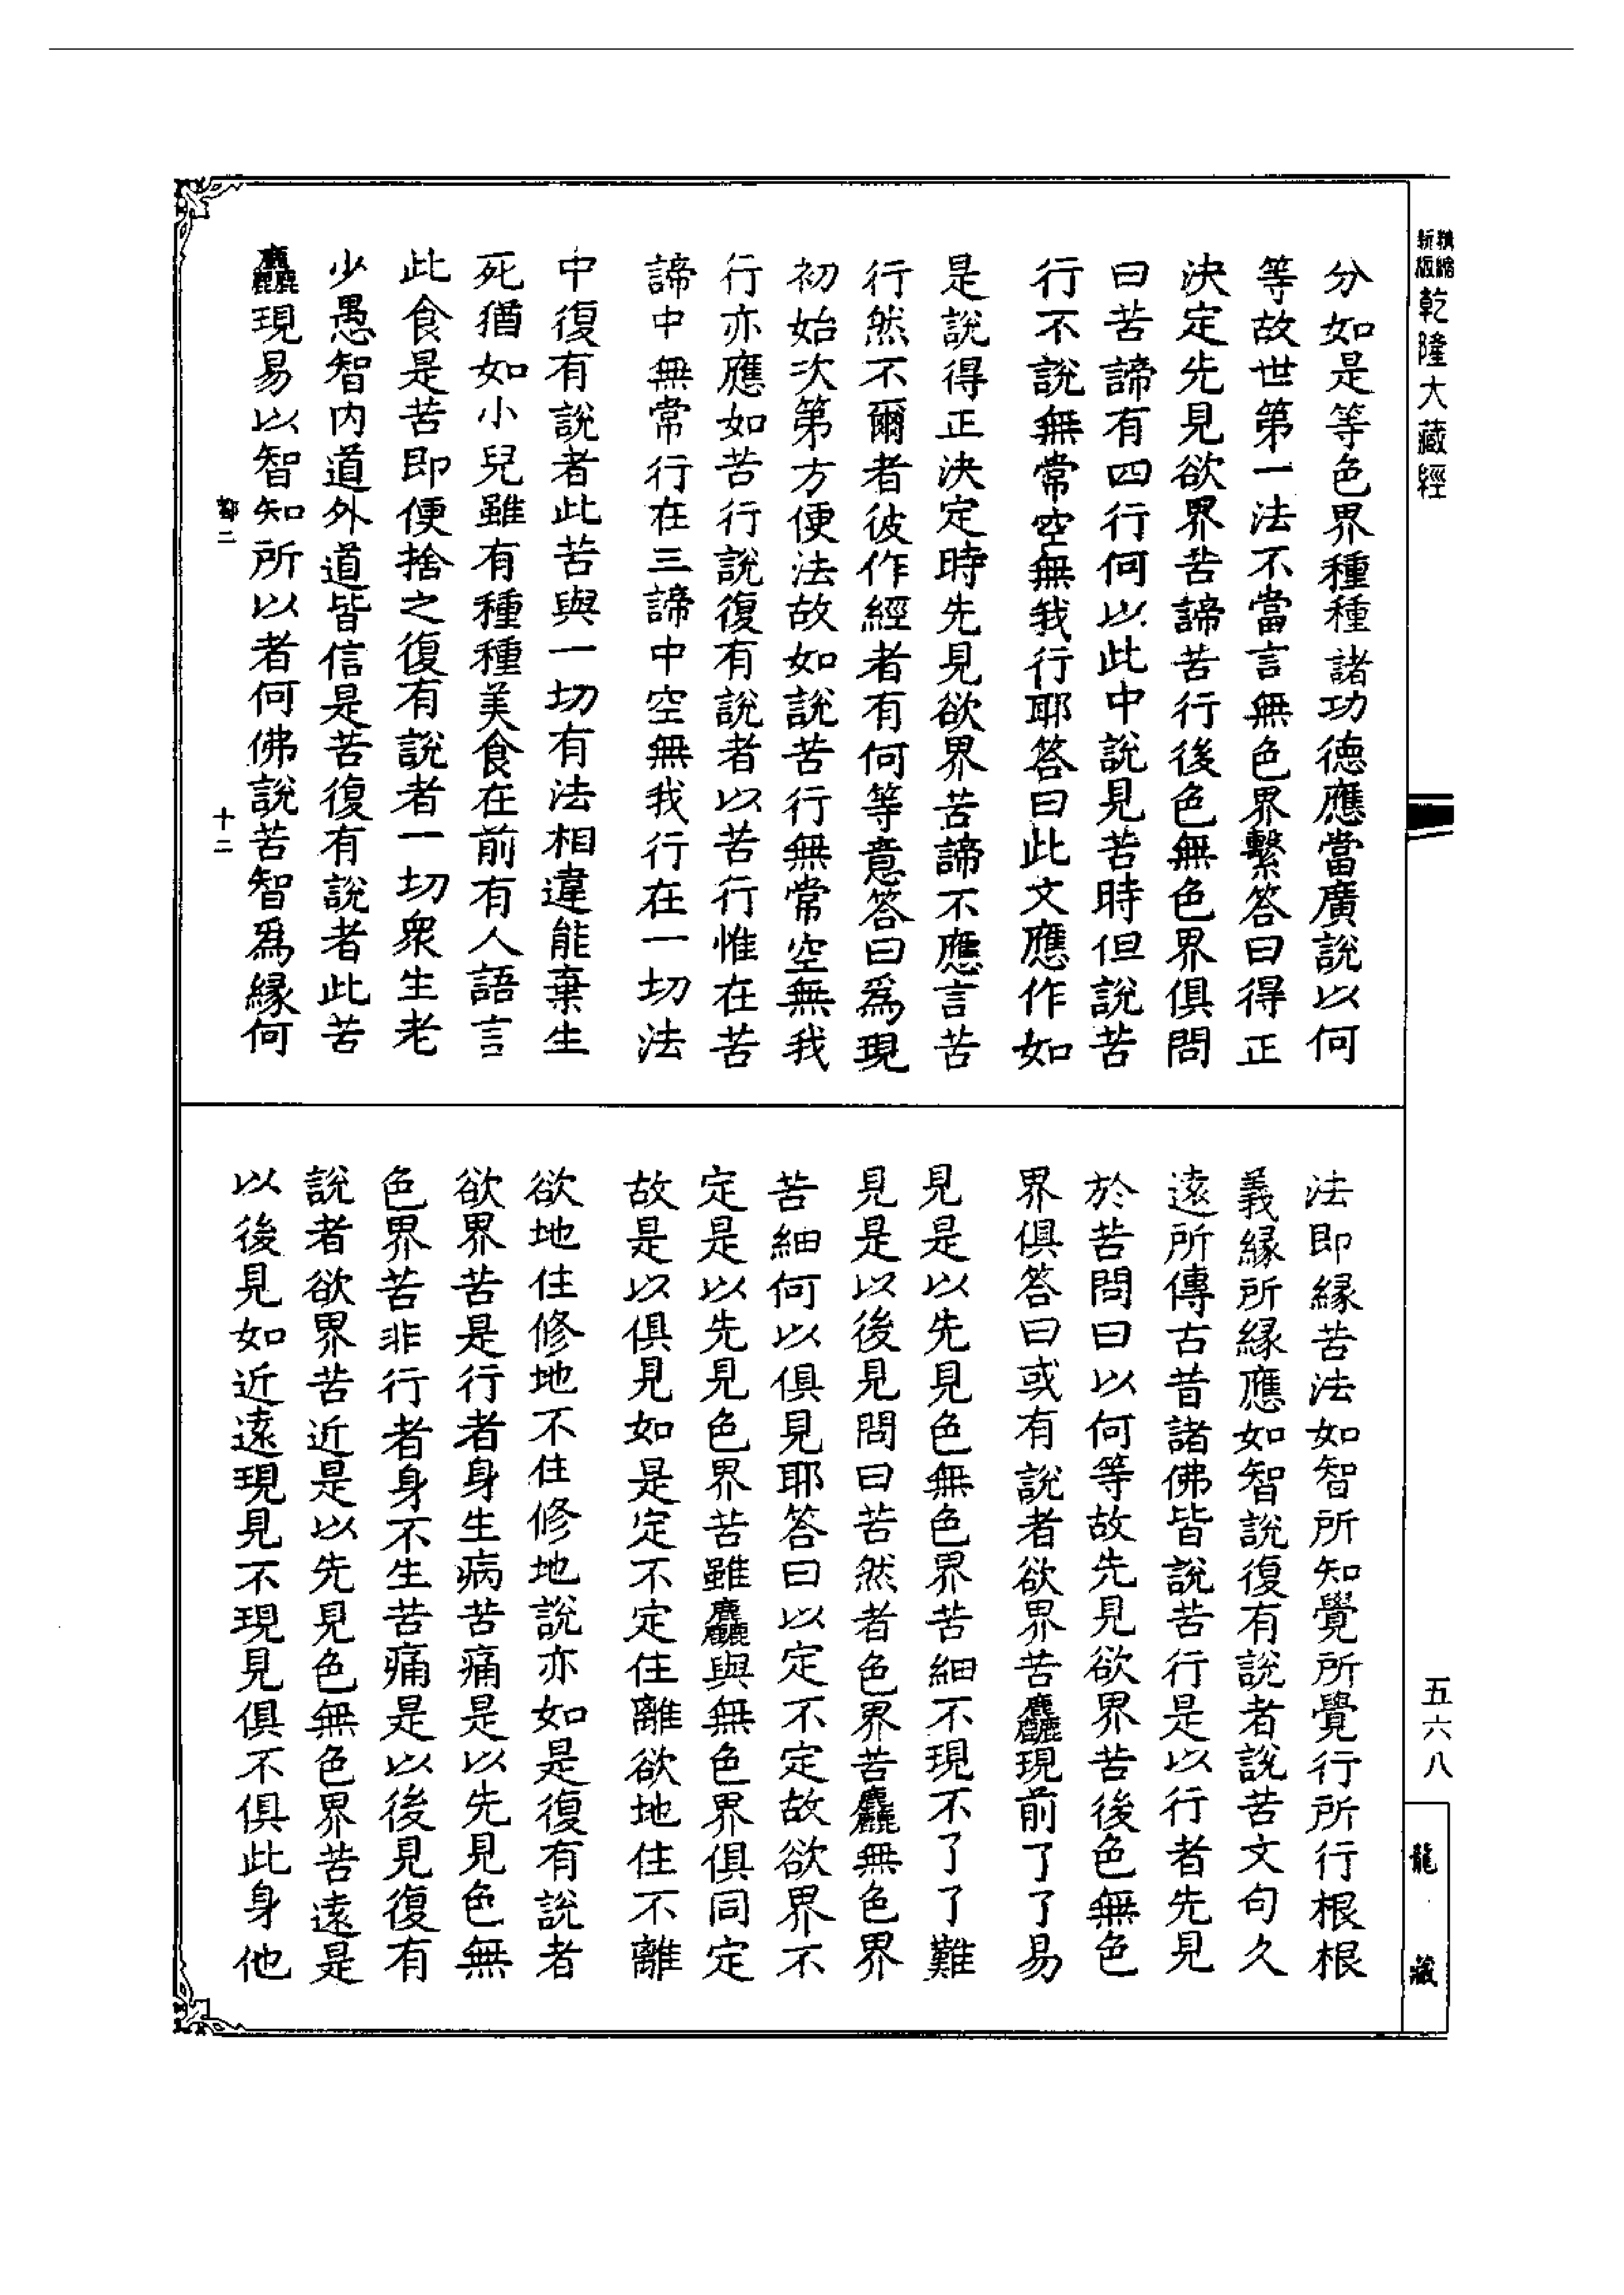 精縮
新版
乾隆大藏經
分如是等色界種種諸功德應當廣說以何
等故世第一法不當言無色界繫答曰得正
決定先見欲界苦諦苦行後色無色界俱問
曰苦諦有四行何以此中說見苦時但說苦
行不說無常空無我行耶答曰此文應作如
是說得正決定時先見欲界苦諦不應言苦
行然不爾者彼作經者有何等意答曰為現
初始次第方便法故如說苦行無常空無我
行亦應如苦行說復有說者以苦行惟在苦
諦中無常行在三諦中空無我行在一切法
中復有說者此苦與一切有法相違能棄生
死猶如小兒雖有種種美食在前有人語言
此食是苦即便捨之復有說者一切眾生老
少愚智內道外道皆信是苦復有說者此苦
麤現易以智知所以者何佛說苦智爲緣何
十二
法即緣苦法如智所知覺所覺行所行根根
義緣所緣應如智說復有說者說苦文句久
遠所傳古昔諸佛皆說苦行是以行者先見
於苦問曰以何等故先見欲界苦後色無色
界俱答曰或有說者欲界苦麤現前了了易
見是以先見色無色界苦細不現不了了難
見是以後見問曰苦然者色界苦麤無色界
苦細何以俱見耶答曰以定不定故欲界不
定是以先見色界苦雖麤與無色界俱同定
故是以俱見如是定不定住離欲地住不離
欲地住修地不住修地說亦如是復有說者
欲界苦是行者身生病苦痛是以先見色無
色界苦非行者身不生苦痛是以後見復有
說者欲界苦近是以先見色無色界苦遠是
以後見如近遠現見不現見俱不俱此身他
五六八
龍藏